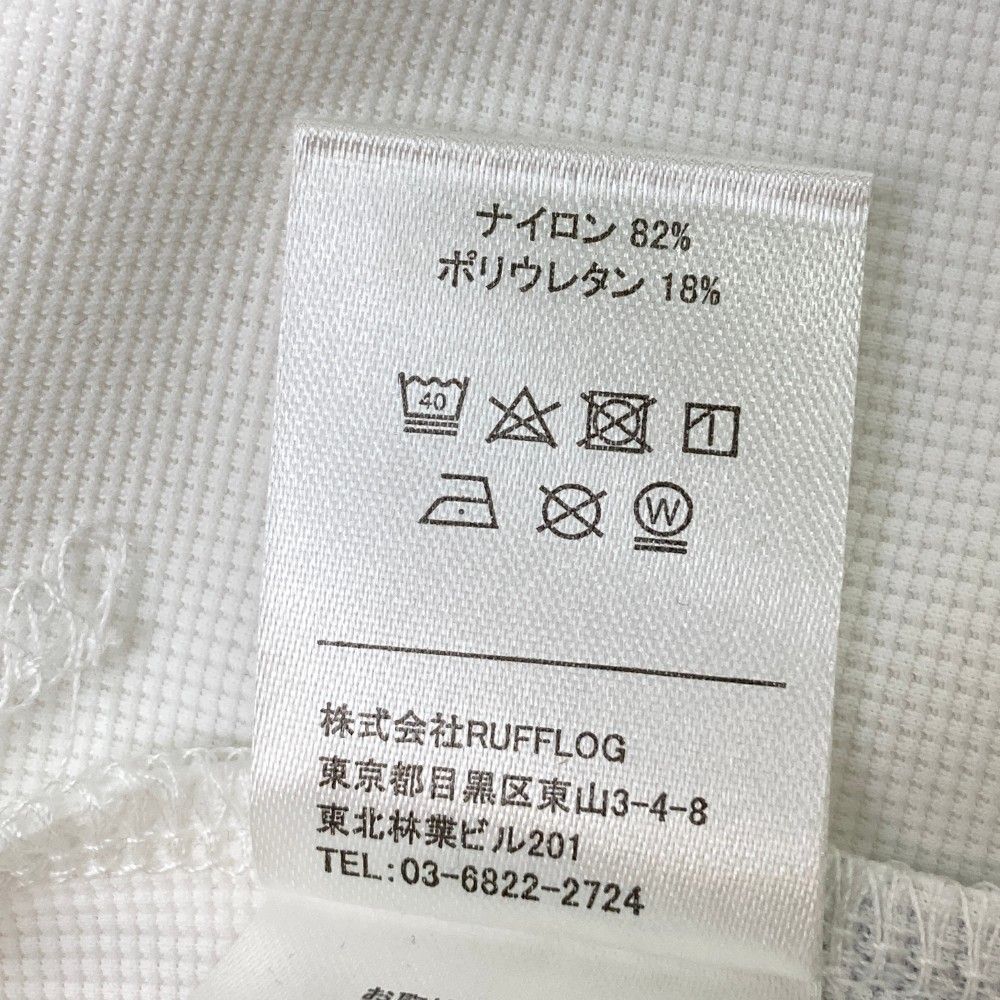 ナイロン 82%
ポリウレタン 18%
40
W
株式会社RUFFLOG
東京都目黒区東山3-4-8
東北林業ビル201
TEL:03-6822-2724